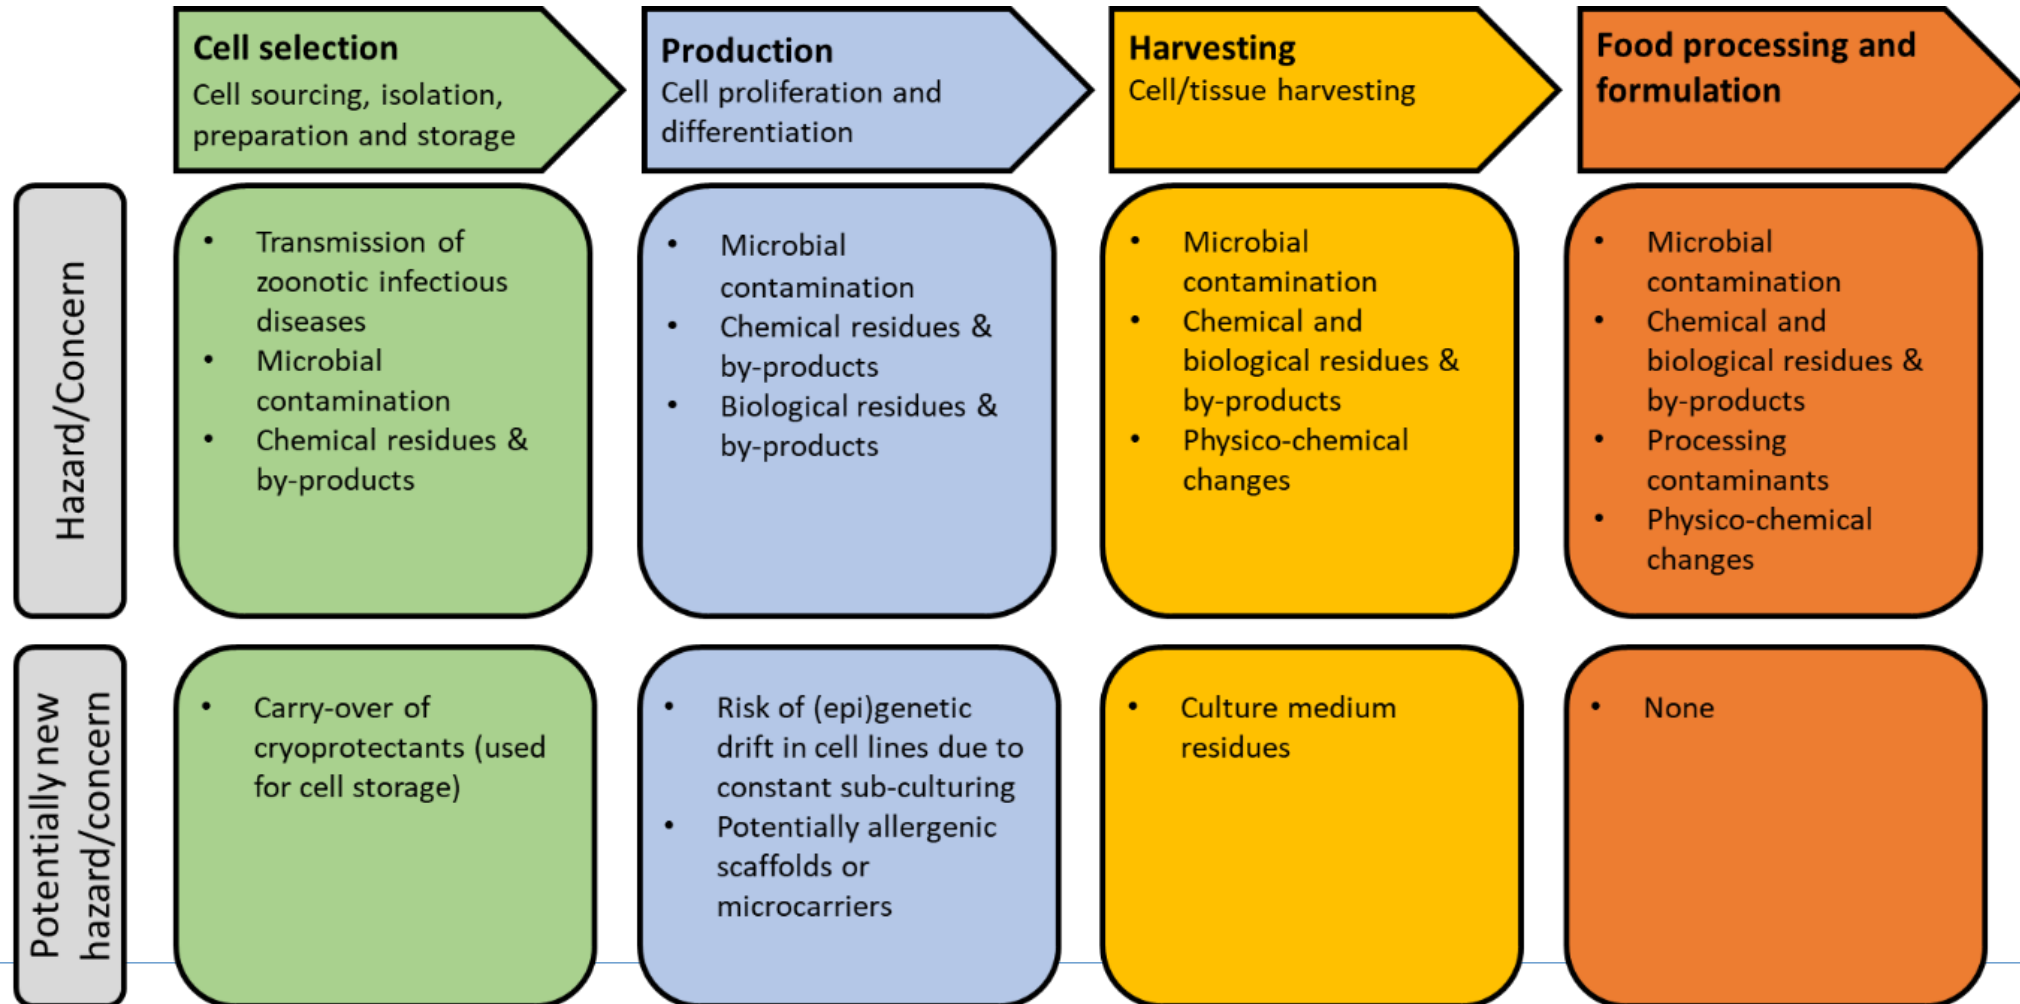 Cell selection
Cell sourcing, isolation,
preparation and storage
Production
Cell proliferation and
differentiation
Harvesting
Cell/tissue harvesting
Food processing and
formulation
Hazard/Concern
• Transmission of
zoonotic infectious
diseases
• Microbial
contamination
• Chemical residues &
by-products
• Microbial
contamination
• Chemical residues &
by-products
• Biological residues &
by-products
• Microbial
contamination
• Chemical and
biological residues &
by-products
• Physico-chemical
changes
• Microbial
contamination
• Chemical and
biological residues &
by-products
• Processing
contaminants
• Physico-chemical
changes
Potentially new
hazard/concern
• Carry-over of
cryoprotectants (used
for cell storage)
• Risk of (epi)genetic
drift in cell lines due to
constant sub-culturing
• Potentially allergenic
scaffolds or
microcarriers
• Culture medium
residues
• None